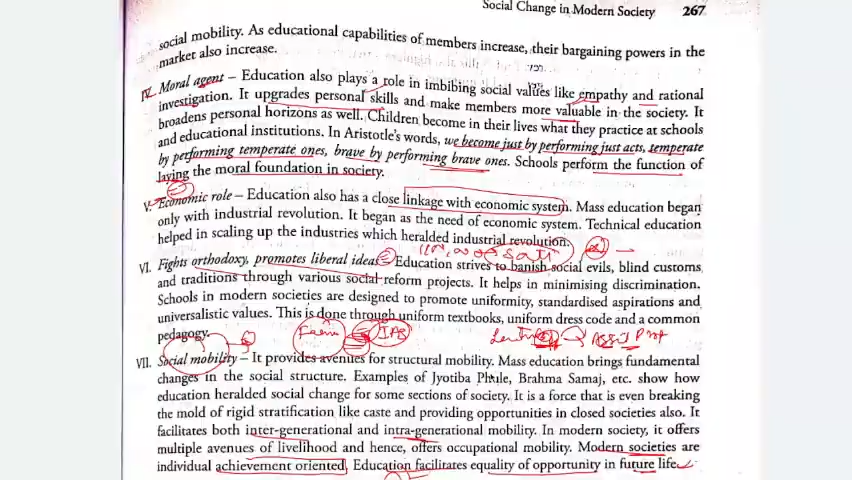 Social Change in Modern Society 267
social mobility. As educational capabilities of members increase, their bargaining powers in the
market also increase.
IV. Moral agent – Education also plays a role in imbibing social values like empathy and rational
investigation. It upgrades personal skills and make members more valuable in the society. It
broadens personal horizons as well. Children become in their lives what they practice at schools
and educational institutions. In Aristotle's words, we become just by performing just acts, temperate
by performing temperate ones, brave by performing brave ones. Schools perform the function of
laying the moral foundation in society.
V. Economic role – Education also has a close linkage with economic system. Mass education began
only with industrial revolution. It began as the need of economic system. Technical education
helped in scaling up the industries which heralded industrial revolution.
Sati
VI. Fights orthodoxy, promotes liberal ideas Education strives to banish social evils, blind customs
and traditions through various social reform projects. It helps in minimising discrimination.
Schools in modern societies are designed to promote uniformity, standardised aspirations and
universalistic values. This is done through uniform textbooks, uniform dress code and a common
pedagogy.
Assit Prof
VII. Social mobility – It provides avenues for structural mobility. Mass education brings fundamental
changes in the social structure. Examples of Jyotiba Phule, Brahma Samaj, etc. show how
education heralded social change for some sections of society. It is a force that is even breaking
the mold of rigid stratification like caste and providing opportunities in closed societies also. It
facilitates both inter-generational and intra-generational mobility. In modern society, it offers
multiple avenues of livelihood and hence, offers occupational mobility. Modern societies are
individual achievement oriented. Education facilitates equality of opportunity in future life.